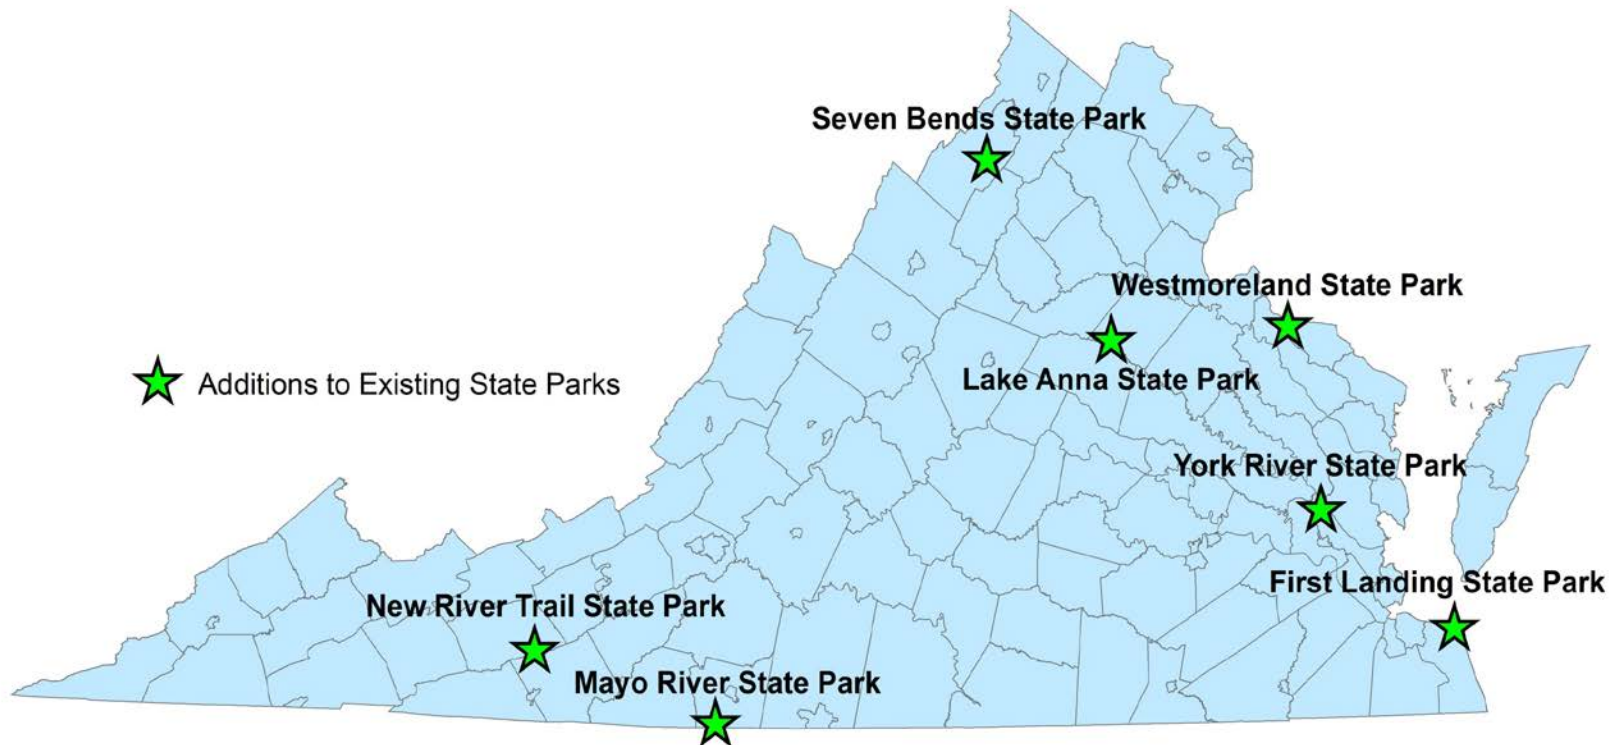 Seven Bends State Park
Westmoreland State Park
Additions to Existing State Parks
Lake Anna State Park
York River State Park
First Landing State Park
New River Trail State Park
Mayo River State Park